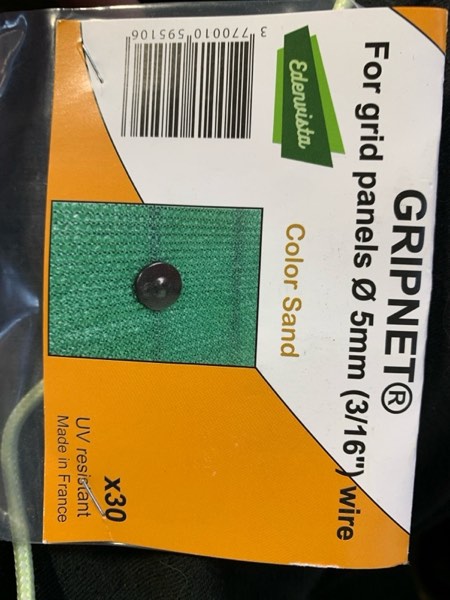 GRIPNET®
For grid panels Ø 5mm (3/16") wire
Edenvista
Color Sand
3 770010 595106
x30
UV resistant
Made in France